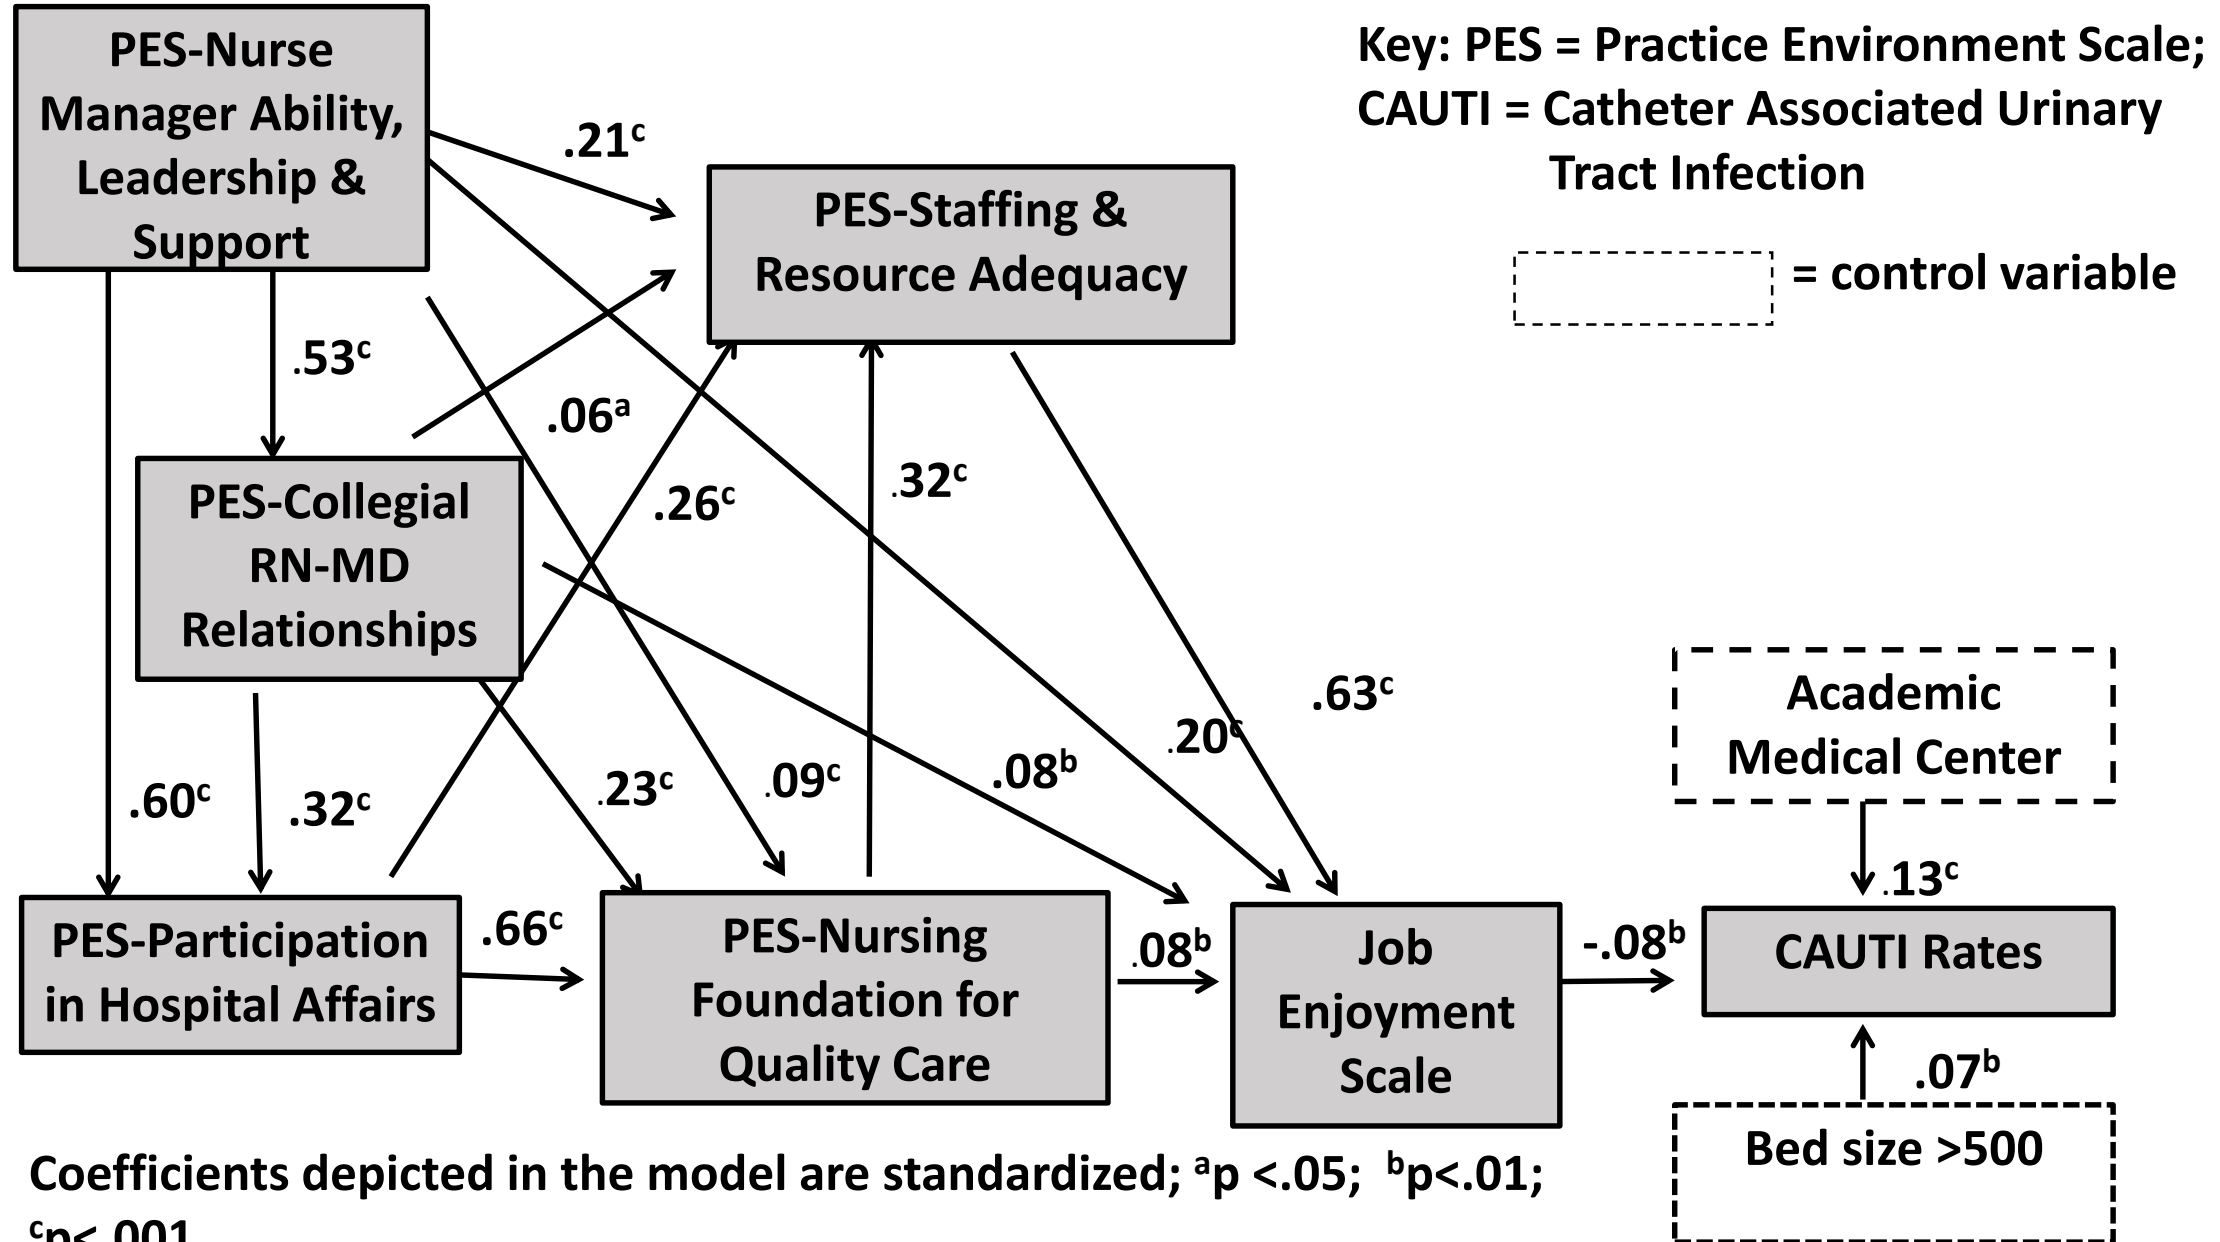 PES-Nurse
Manager Ability,
Leadership &
Support
Key: PES = Practice Environment Scale;
CAUTI = Catheter Associated Urinary
Tract Infection
= control variable
.21ᶜ
PES-Staffing &
Resource Adequacy
.53ᶜ
.06ᵃ
.26ᶜ
.32ᶜ
PES-Collegial
RN-MD
Relationships
.63ᶜ
.20ᶜ
.08ᵇ
.09ᶜ
.23ᶜ
.32ᶜ
.60ᶜ
Academic
Medical Center
.13ᶜ
PES-Participation
in Hospital Affairs
.66ᶜ
PES-Nursing
Foundation for
Quality Care
.08ᵇ
Job
Enjoyment
Scale
-.08ᵇ
CAUTI Rates
.07ᵇ
Bed size >500
Coefficients depicted in the model are standardized; ᵃp <.05; ᵇp<.01;
ᶜp<.001